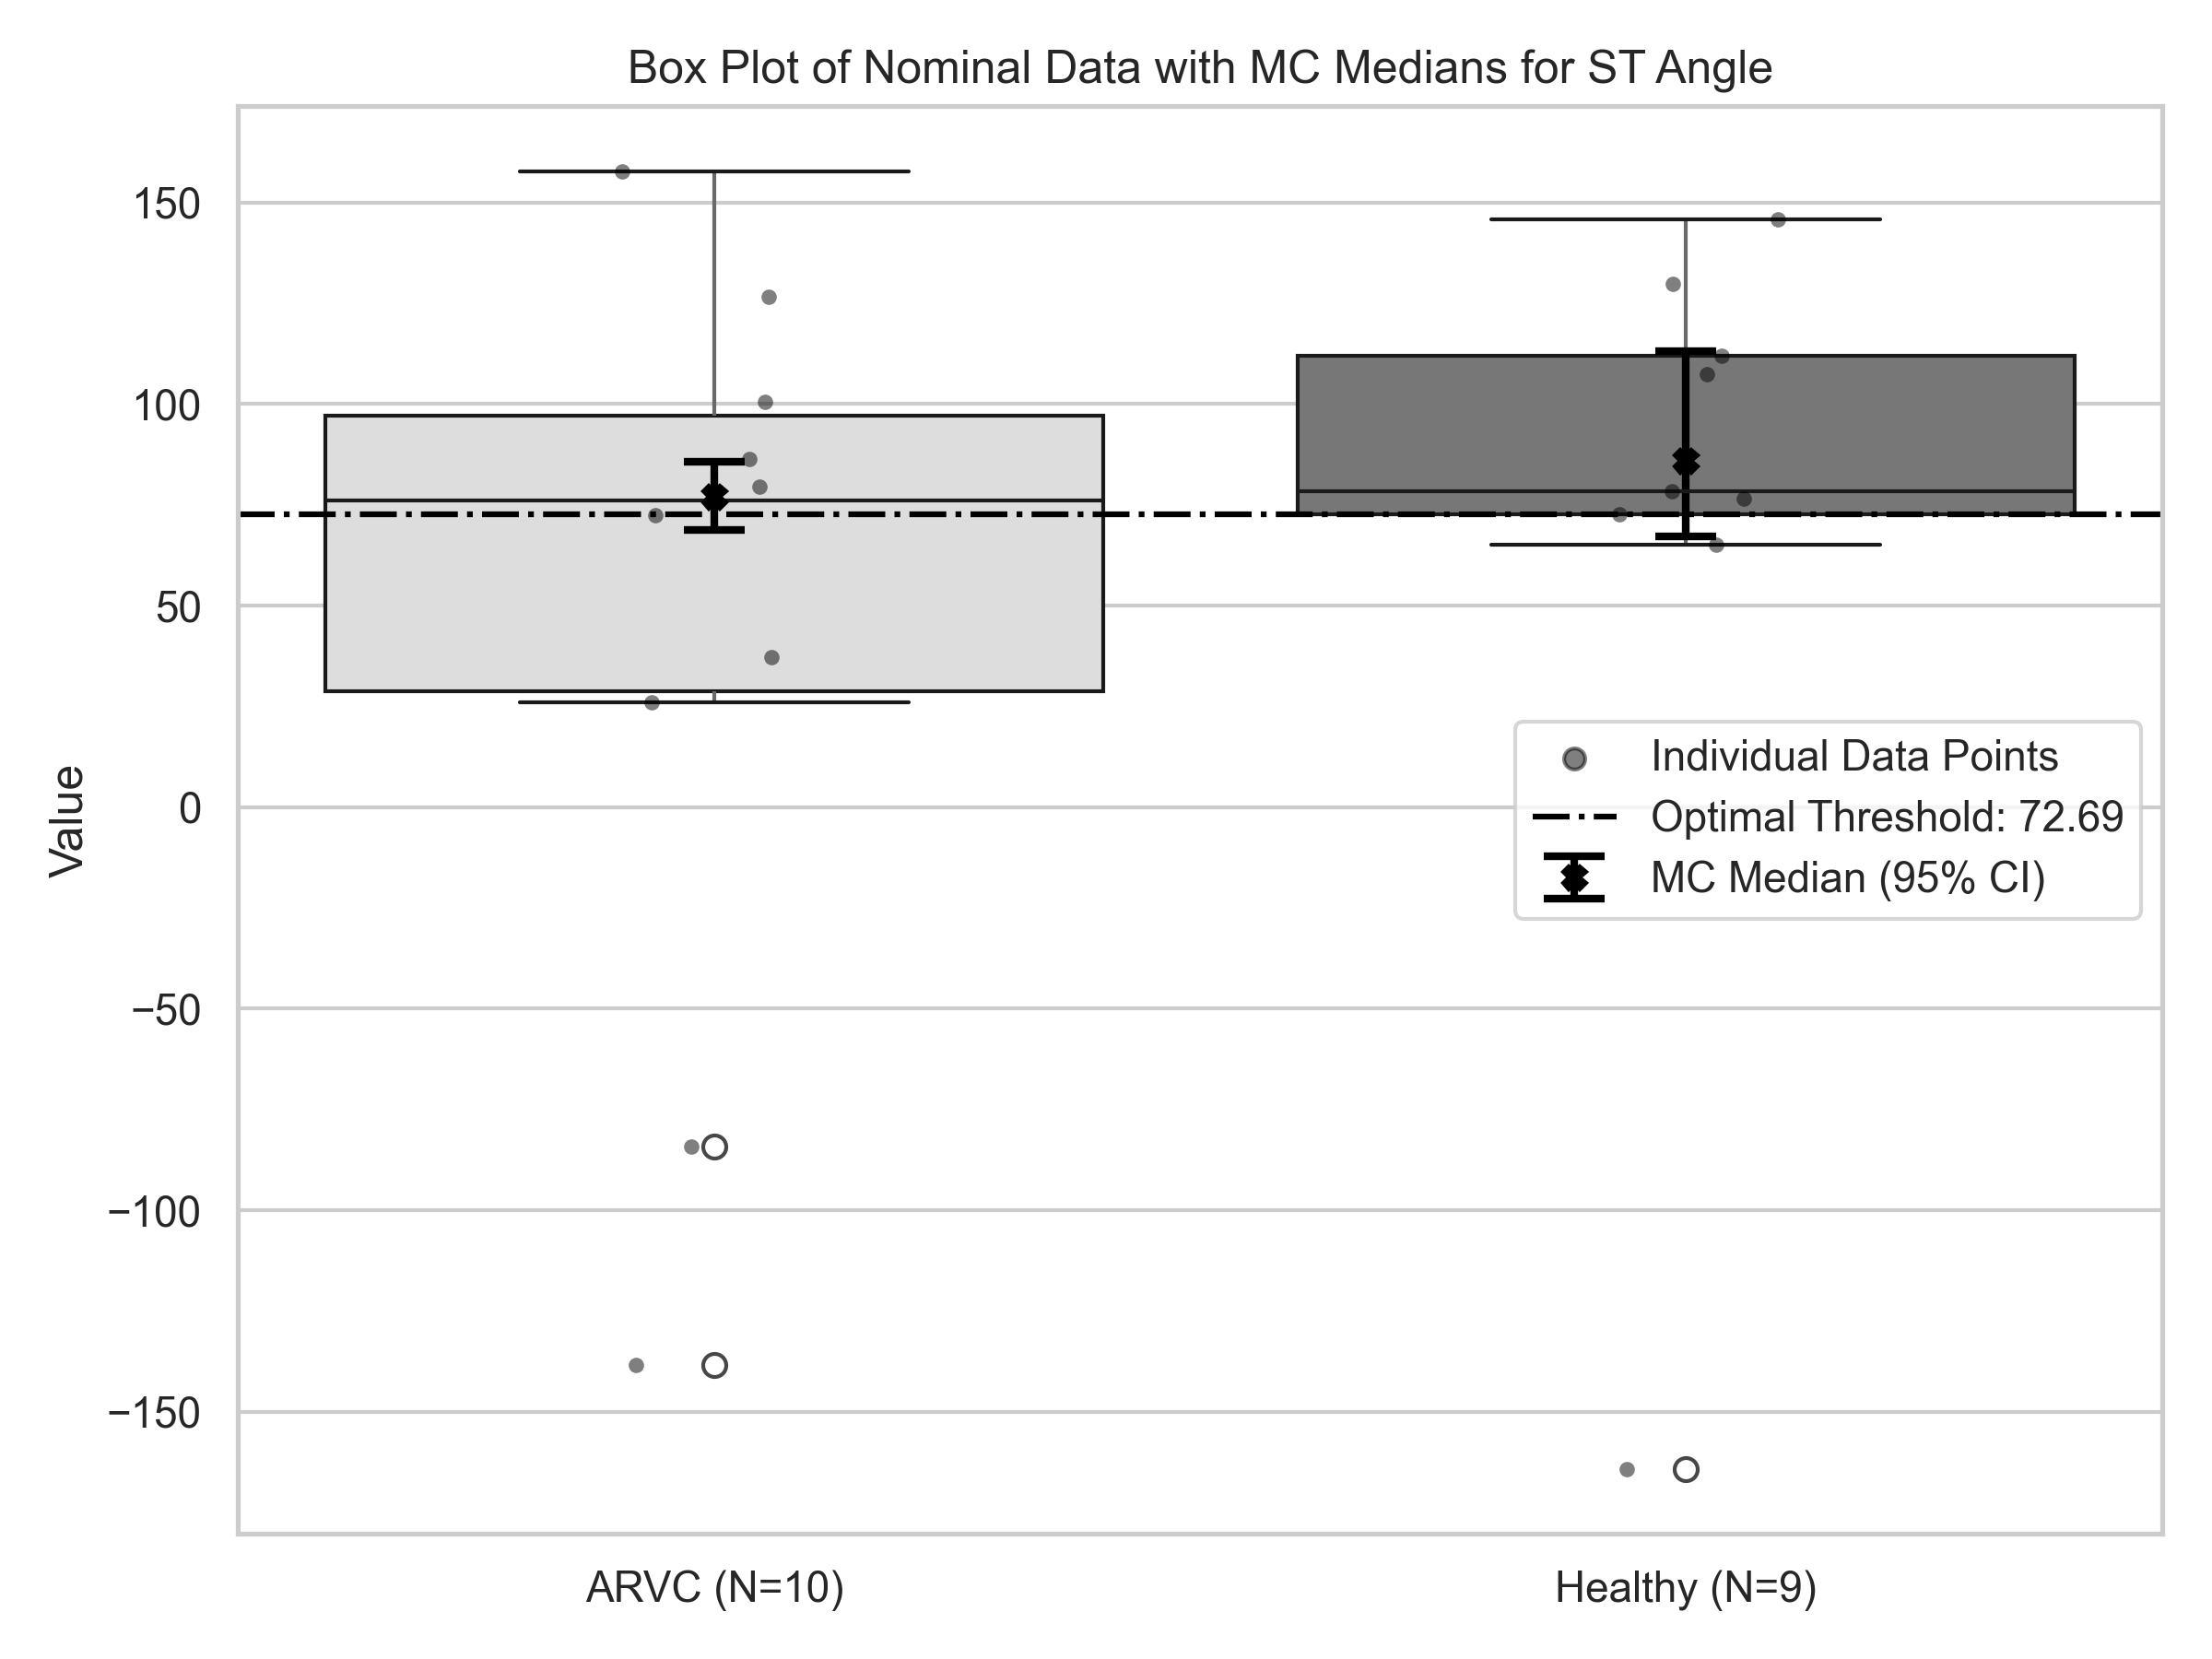 Box Plot of Nominal Data with MC Medians for ST Angle
150
100
50
0
−50
−100
−150
Value
Individual Data Points
Optimal Threshold: 72.69
MC Median (95% CI)
ARVC (N=10)
Healthy (N=9)